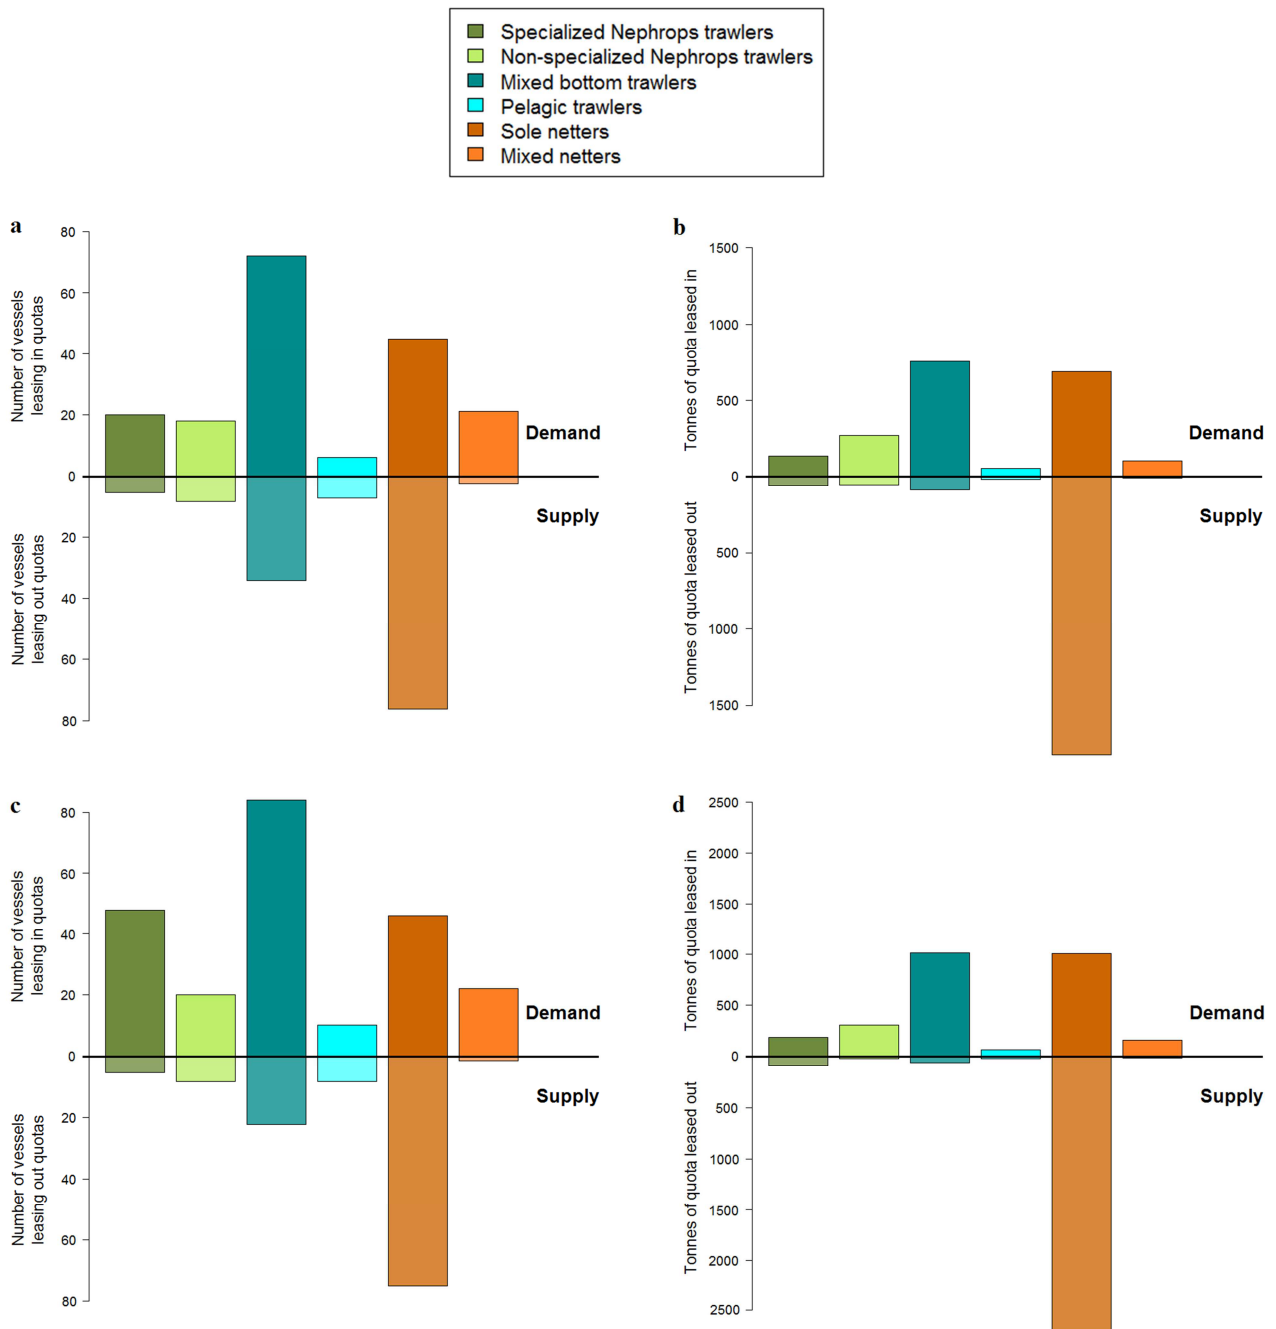 Specialized Nephrops trawlers
Non-specialized Nephrops trawlers
Mixed bottom trawlers
Pelagic trawlers
Sole netters
Mixed netters
a
80
60
40
20
0
20
40
60
80
Number of vessels
leasing in quotas
Number of vessels
leasing out quotas
Demand
Supply
b
1500
1000
500
0
500
1000
1500
Tonnes of quota leased in
Tonnes of quota leased out
Demand
Supply
c
80
60
40
20
0
20
40
60
80
Number of vessels
leasing in quotas
Number of vessels
leasing out quotas
Demand
Supply
d
2500
2000
1500
1000
500
0
500
1000
1500
2000
2500
Tonnes of quota leased in
Tonnes of quota leased out
Demand
Supply